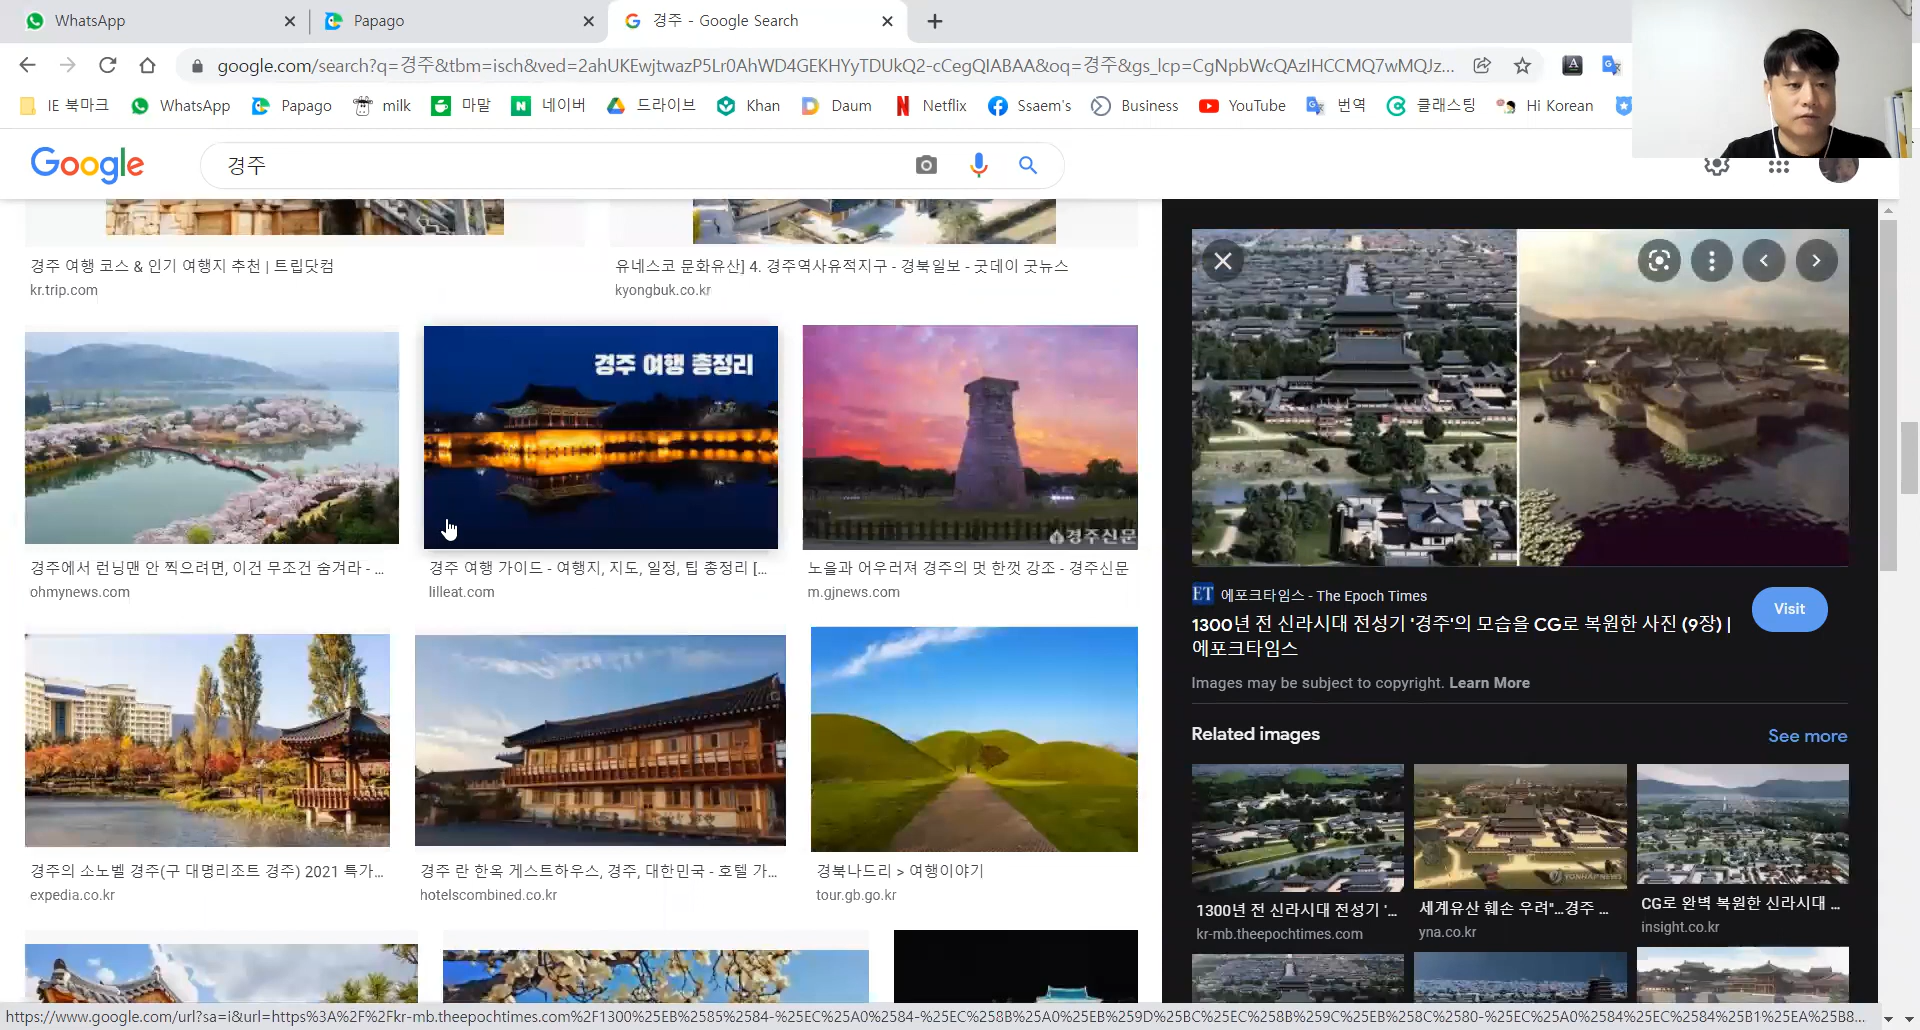 WhatsApp
Papago
경주 - Google Search
google.com/search?q=경주&tbm=isch&ved=2ahUKEwjtwazP5Lr0AhWD4GEKHYyTDUkQ2-cCegQIABAA&oq=경주&gs_lcp=CgNpbWcQAzIHCCMQ7wMQJz...
IE 북마크
WhatsApp
Papago
milk
마말
네이버
드라이브
Khan
Daum
Netflix
Ssaem's
Business
YouTube
번역
클래스팅
Hi Korean
Google
경주
경주 여행 코스 & 인기 여행지 추천 | 트립닷컴
kr.trip.com
유네스코 문화유산] 4. 경주역사유적지구 - 경북일보 - 굿데이 굿뉴스
kyongbuk.co.kr
경주 여행 총정리
경주신문
경주에서 런닝맨 안 찍으려면, 이건 무조건 숨겨라 - ...
ohmynews.com
경주 여행 가이드 - 여행지, 지도, 일정, 팁 총정리 [...
lilleat.com
노을과 어우러져 경주의 멋 한껏 강조 - 경주신문
m.gjnews.com
경주의 소노벨 경주(구 대명리조트 경주) 2021 특가...
expedia.co.kr
경주 란 한옥 게스트하우스, 경주, 대한민국 - 호텔 가...
hotelscombined.co.kr
경북나드리 > 여행이야기
tour.gb.go.kr
ET 에포크타임스 - The Epoch Times
1300년 전 신라시대 전성기 '경주'의 모습을 CG로 복원한 사진 (9장) |
에포크타임스
Visit
Images may be subject to copyright. Learn More
Related images
See more
YONHAPNEWS
1300년 전 신라시대 전성기 '...
kr-mb.theepochtimes.com
세계유산 훼손 우려"...경주 ...
yna.co.kr
CG로 완벽 복원한 신라시대 ...
insight.co.kr
https://www.google.com/url?sa=i&url=https%3A%2F%2Fkr-mb.theepochtimes.com%2F1300%25EB%2585%2584-%25EC%25A0%2584-%25EC%258B%25A0%25EB%259D%25BC%25EC%258B%259C%25EB%258C%2580-%25EC%25A0%2584%25EC%2584%25B1%25EA%25B8...